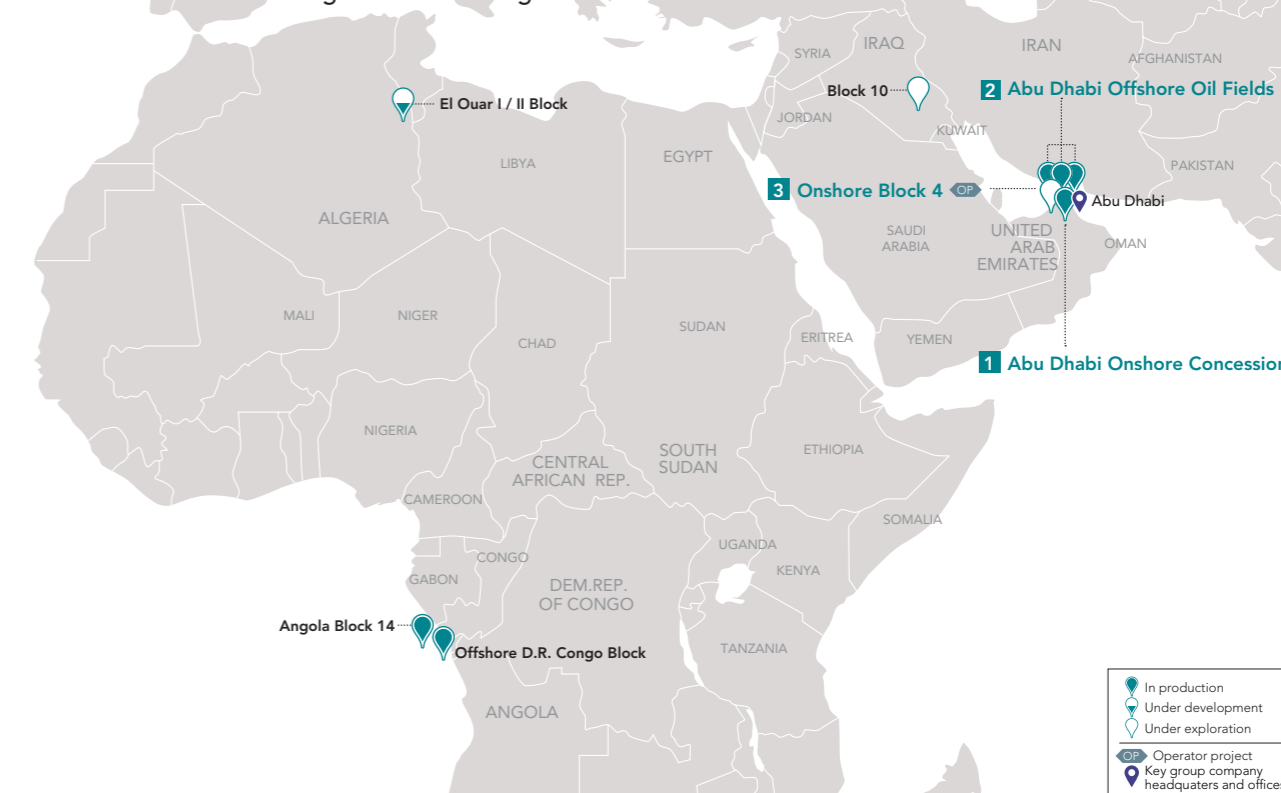 SYRIA
IRAQ
IRAN
AFGHANISTAN
Block 10
2 Abu Dhabi Offshore Oil Fields
El Ouar I / II Block
JORDAN
KUWAIT
LIBYA
EGYPT
PAKISTAN
3 Onshore Block 4 OP
Abu Dhabi
ALGERIA
SAUDI
ARABIA
UNITED
ARAB
EMIRATES
OMAN
MALI
NIGER
CHAD
SUDAN
ERITREA
YEMEN
1 Abu Dhabi Onshore Concession
NIGERIA
CENTRAL
AFRICAN REP.
SOUTH
SUDAN
ETHIOPIA
CAMEROON
SOMALIA
UGANDA
CONGO
GABON
KENYA
DEM.REP.
OF CONGO
Angola Block 14
Offshore D.R. Congo Block
TANZANIA
ANGOLA
In production
Under development
Under exploration
OP Operator project
Key group company
headquaters and office